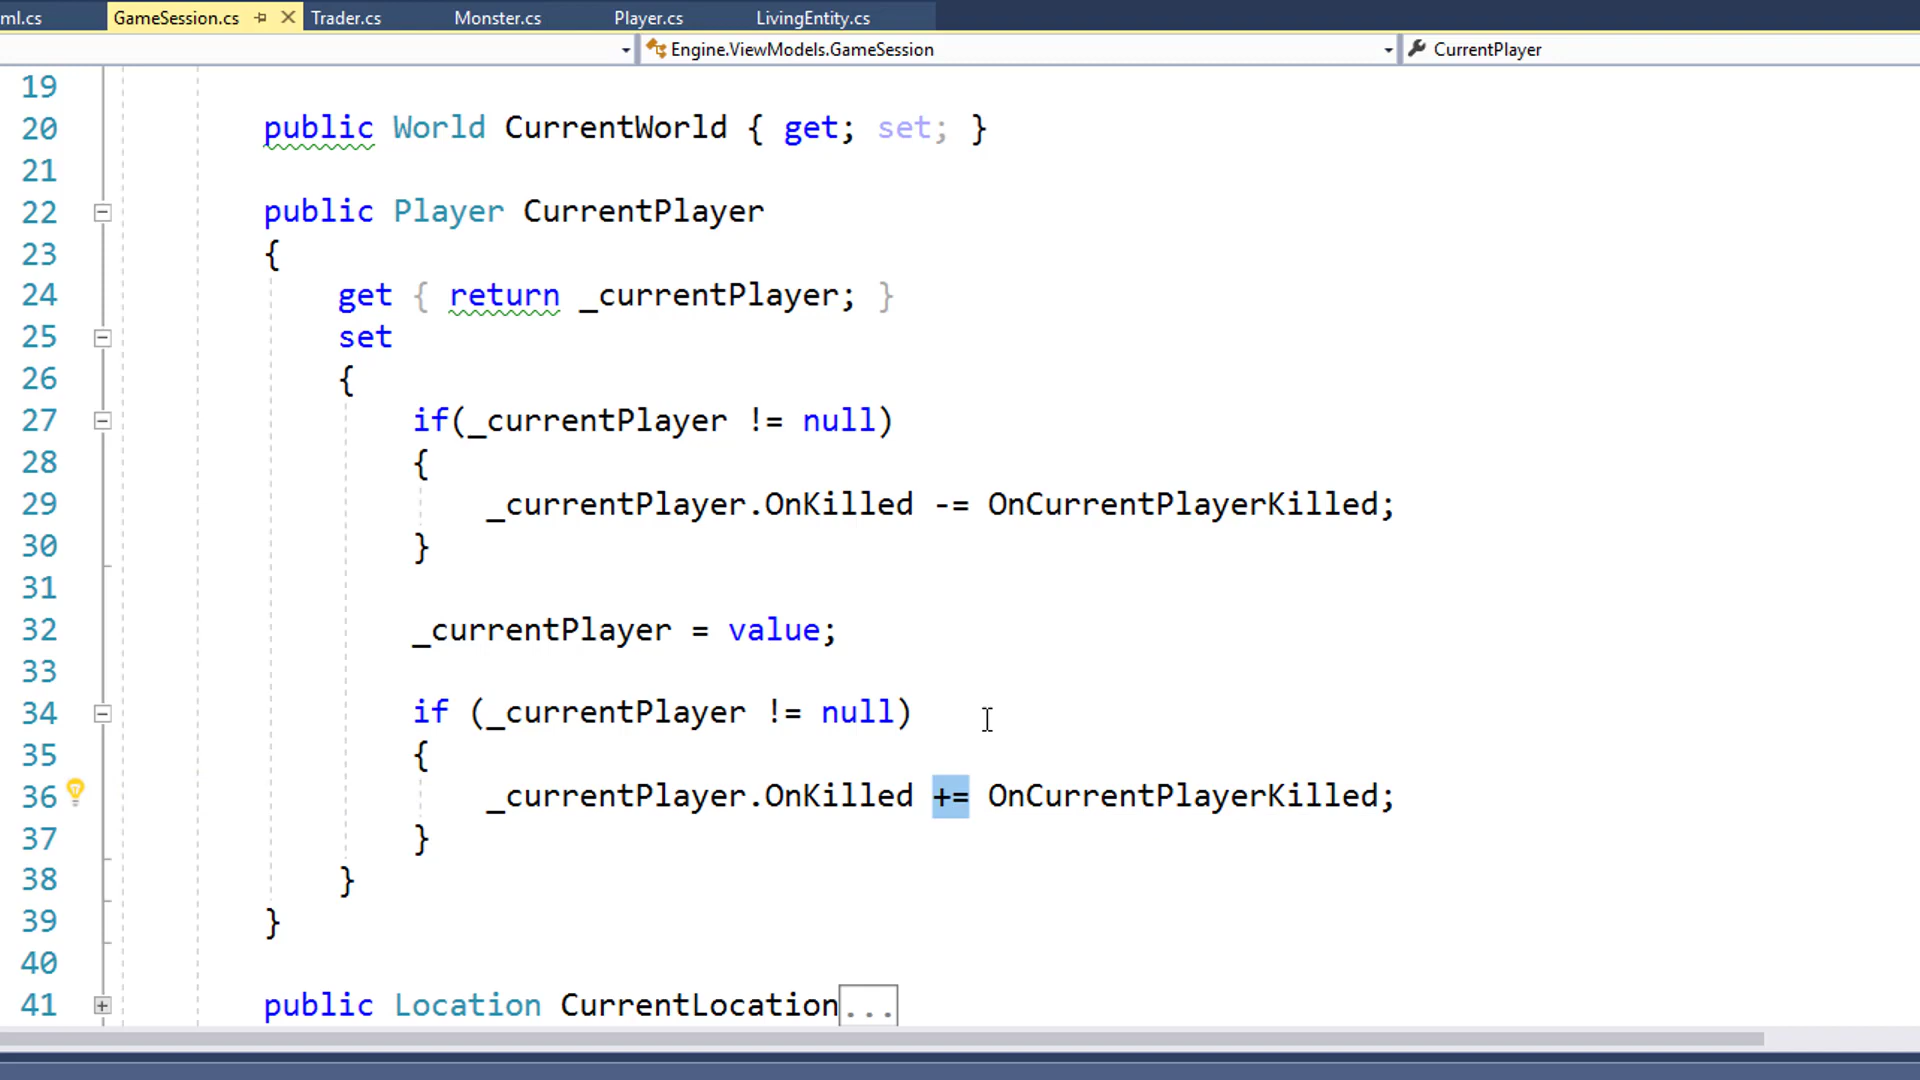 ml.cs GameSession.cs Trader.cs Monster.cs Player.cs LivingEntity.cs
Engine.ViewModels.GameSession CurrentPlayer
19
20 public World CurrentWorld { get; set; }
21
22 public Player CurrentPlayer
23 {
24 get { return _currentPlayer; }
25 set
26 {
27 if(_currentPlayer != null)
28 {
29 _currentPlayer.OnKilled -= OnCurrentPlayerKilled;
30 }
31
32 _currentPlayer = value;
33
34 if (_currentPlayer != null)
35 {
36 _currentPlayer.OnKilled += OnCurrentPlayerKilled;
37 }
38 }
39 }
40
41 public Location CurrentLocation...